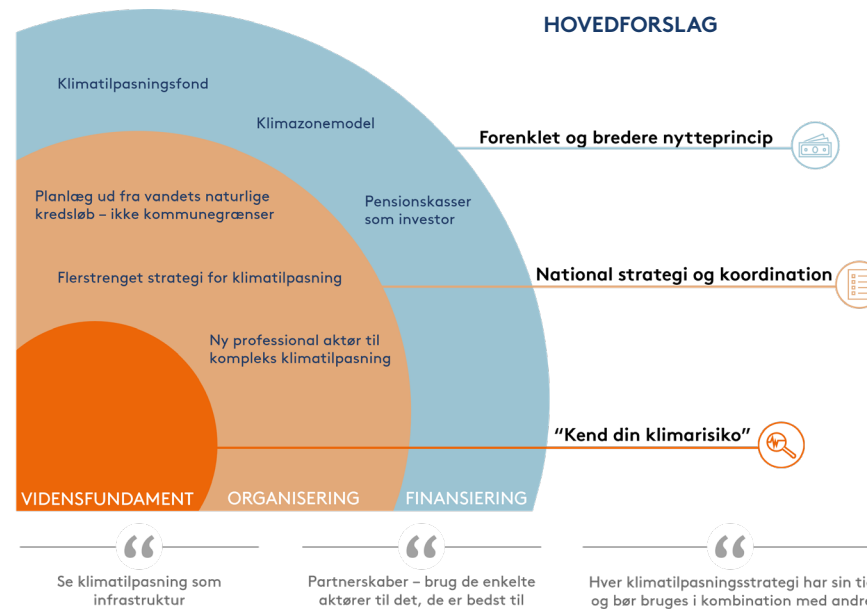 HOVEDFORSLAG
Klimatilpasningsfond
Klimazonemodel
Forenklet og bredere nytteprincip
Planlæg ud fra vandets naturlige
kredsløb – ikke kommunegrænser
Pensionskasser
som investor
Flerstrenget strategi for klimatilpasning
National strategi og koordination
Ny professional aktør til
kompleks klimatilpasning
“Kend din klimarisiko”
VIDENSFUNDAMENT
ORGANISERING
FINANSIERING
Se klimatilpasning som
infrastruktur
Partnerskaber – brug de enkelte
aktører til det, de er bedst til
Hver klimatilpasningsstrategi har sin
og bør bruges i kombination med